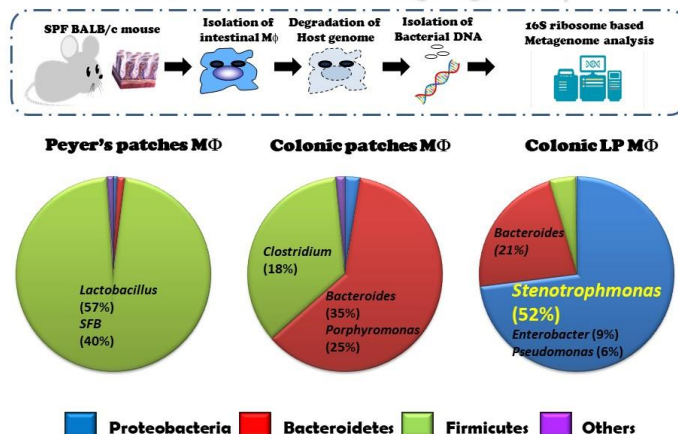 SPF BALB/c mouse
Isolation of
intestinal MΦ
Degradation of
Host genome
Isolation of
Bacterial DNA
16S ribosome based
Metagenome analysis
Peyer's patches MΦ
Colonic patches MΦ
Colonic LP MΦ
Lactobacillus
(57%)
SFB
(40%)
Clostridium
(18%)
Bacteroides
(35%)
Porphyromonas
(25%)
Bacteroides
(21%)
Stenotrophmonas
(52%)
Enterobacter (9%)
Pseudomonas (6%)
Proteobacteria
Bacteroidetes
Firmicutes
Others